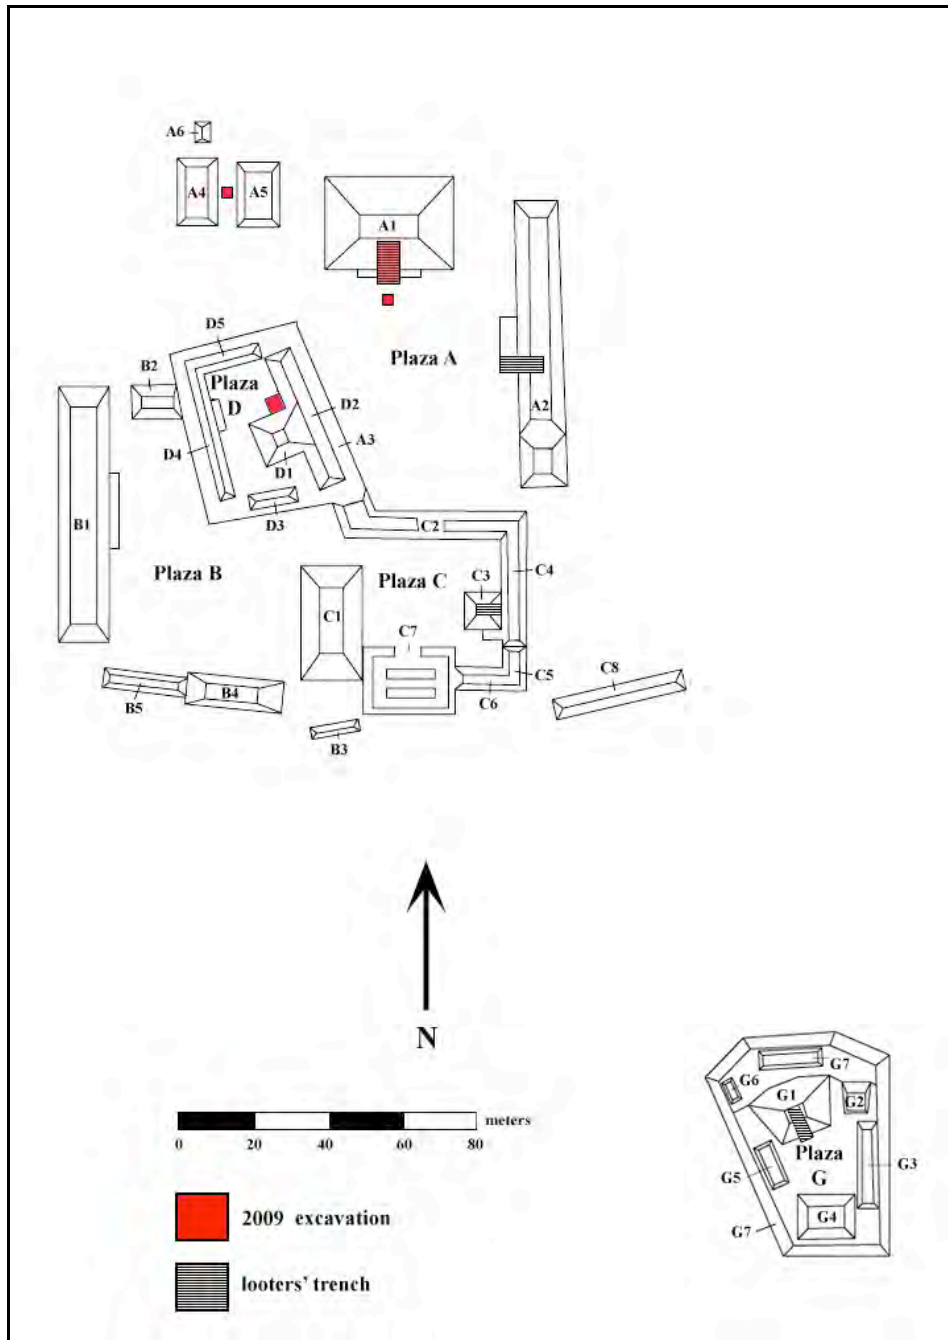 A6
A4
A5
A1
D5
Plaza A
B2
Plaza
D
D2
A2
A3
D4
D1
B1
D3
C2
Plaza B
Plaza C
C3
C4
C1
C7
C8
C5
B4
B5
C6
B3
N
G7
G6
G1
G2
meters
0 20 40 60 80
Plaza
G3
G5
G
2009 excavation
G4
G7
looters' trench